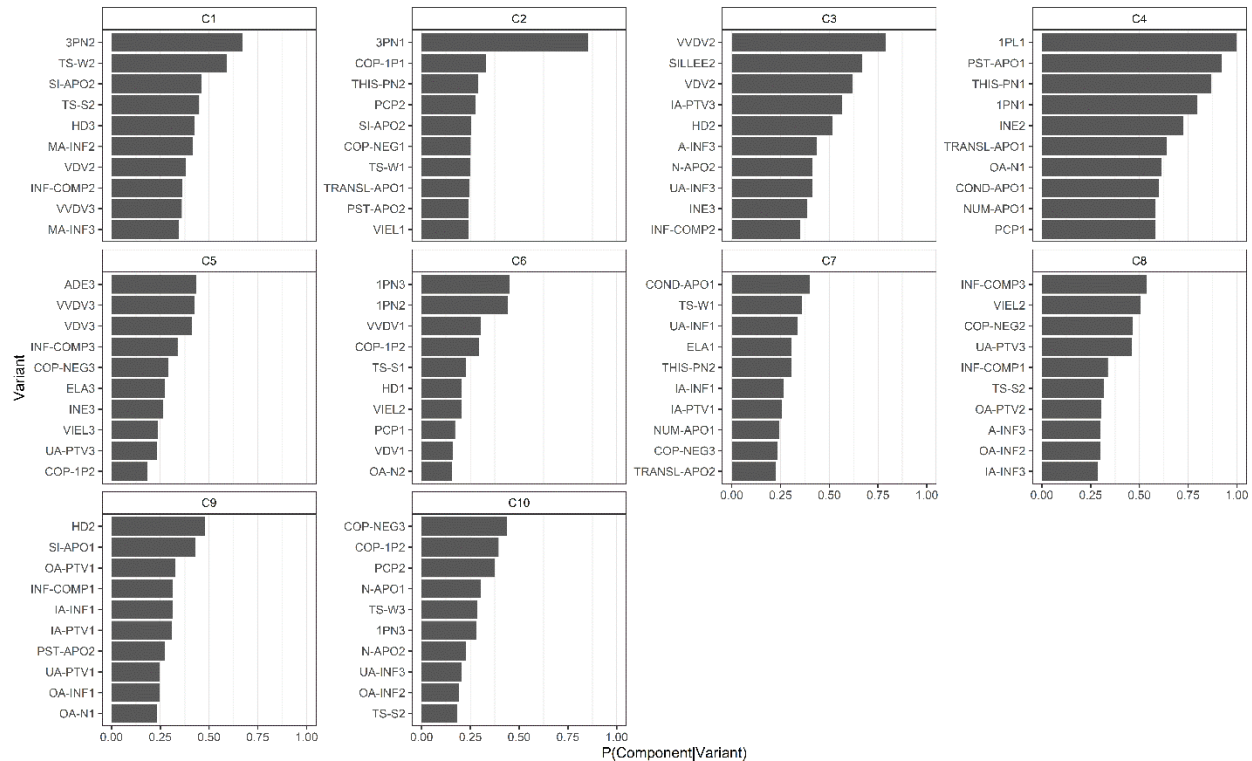 C1
3PN2
TS-W2
SI-APO2
TS-S2
HD3
MA-INF2
VDV2
INF-COMP2
VVDV3
MA-INF3
C2
3PN1
COP-1P1
THIS-PN2
PCP2
SI-APO2
COP-NEG1
TS-W1
TRANSL-APO1
PST-APO2
VIEL1
C3
VVDV2
SILLEE2
VDV2
IA-PTV3
HD2
A-INF3
N-APO2
UA-INF3
INE3
INF-COMP2
C4
1PL1
PST-APO1
THIS-PN1
1PN1
INE2
TRANSL-APO1
OA-N1
COND-APO1
NUM-APO1
PCP1
C5
ADE3
VVDV3
VDV3
INF-COMP3
COP-NEG3
ELA3
INE3
VIEL3
UA-PTV3
COP-1P2
C6
1PN3
1PN2
VVDV1
COP-1P2
TS-S1
HD1
VIEL2
PCP1
VDV1
OA-N2
C7
COND-APO1
TS-W1
UA-INF1
ELA1
THIS-PN2
IA-INF1
IA-PTV1
NUM-APO1
COP-NEG3
TRANSL-APO2
0.00 0.25 0.50 0.75 1.00
C8
INF-COMP3
VIEL2
COP-NEG2
UA-PTV3
INF-COMP1
TS-S2
OA-PTV2
A-INF3
OA-INF2
IA-INF3
0.00 0.25 0.50 0.75 1.00
C9
HD2
SI-APO1
OA-PTV1
INF-COMP1
IA-INF1
IA-PTV1
PST-APO2
UA-PTV1
OA-INF1
OA-N1
0.00 0.25 0.50 0.75 1.00
C10
COP-NEG3
COP-1P2
PCP2
N-APO1
TS-W3
1PN3
N-APO2
UA-INF3
OA-INF2
TS-S2
0.00 0.25 0.50 0.75 1.00
Variant
P(Component|Variant)